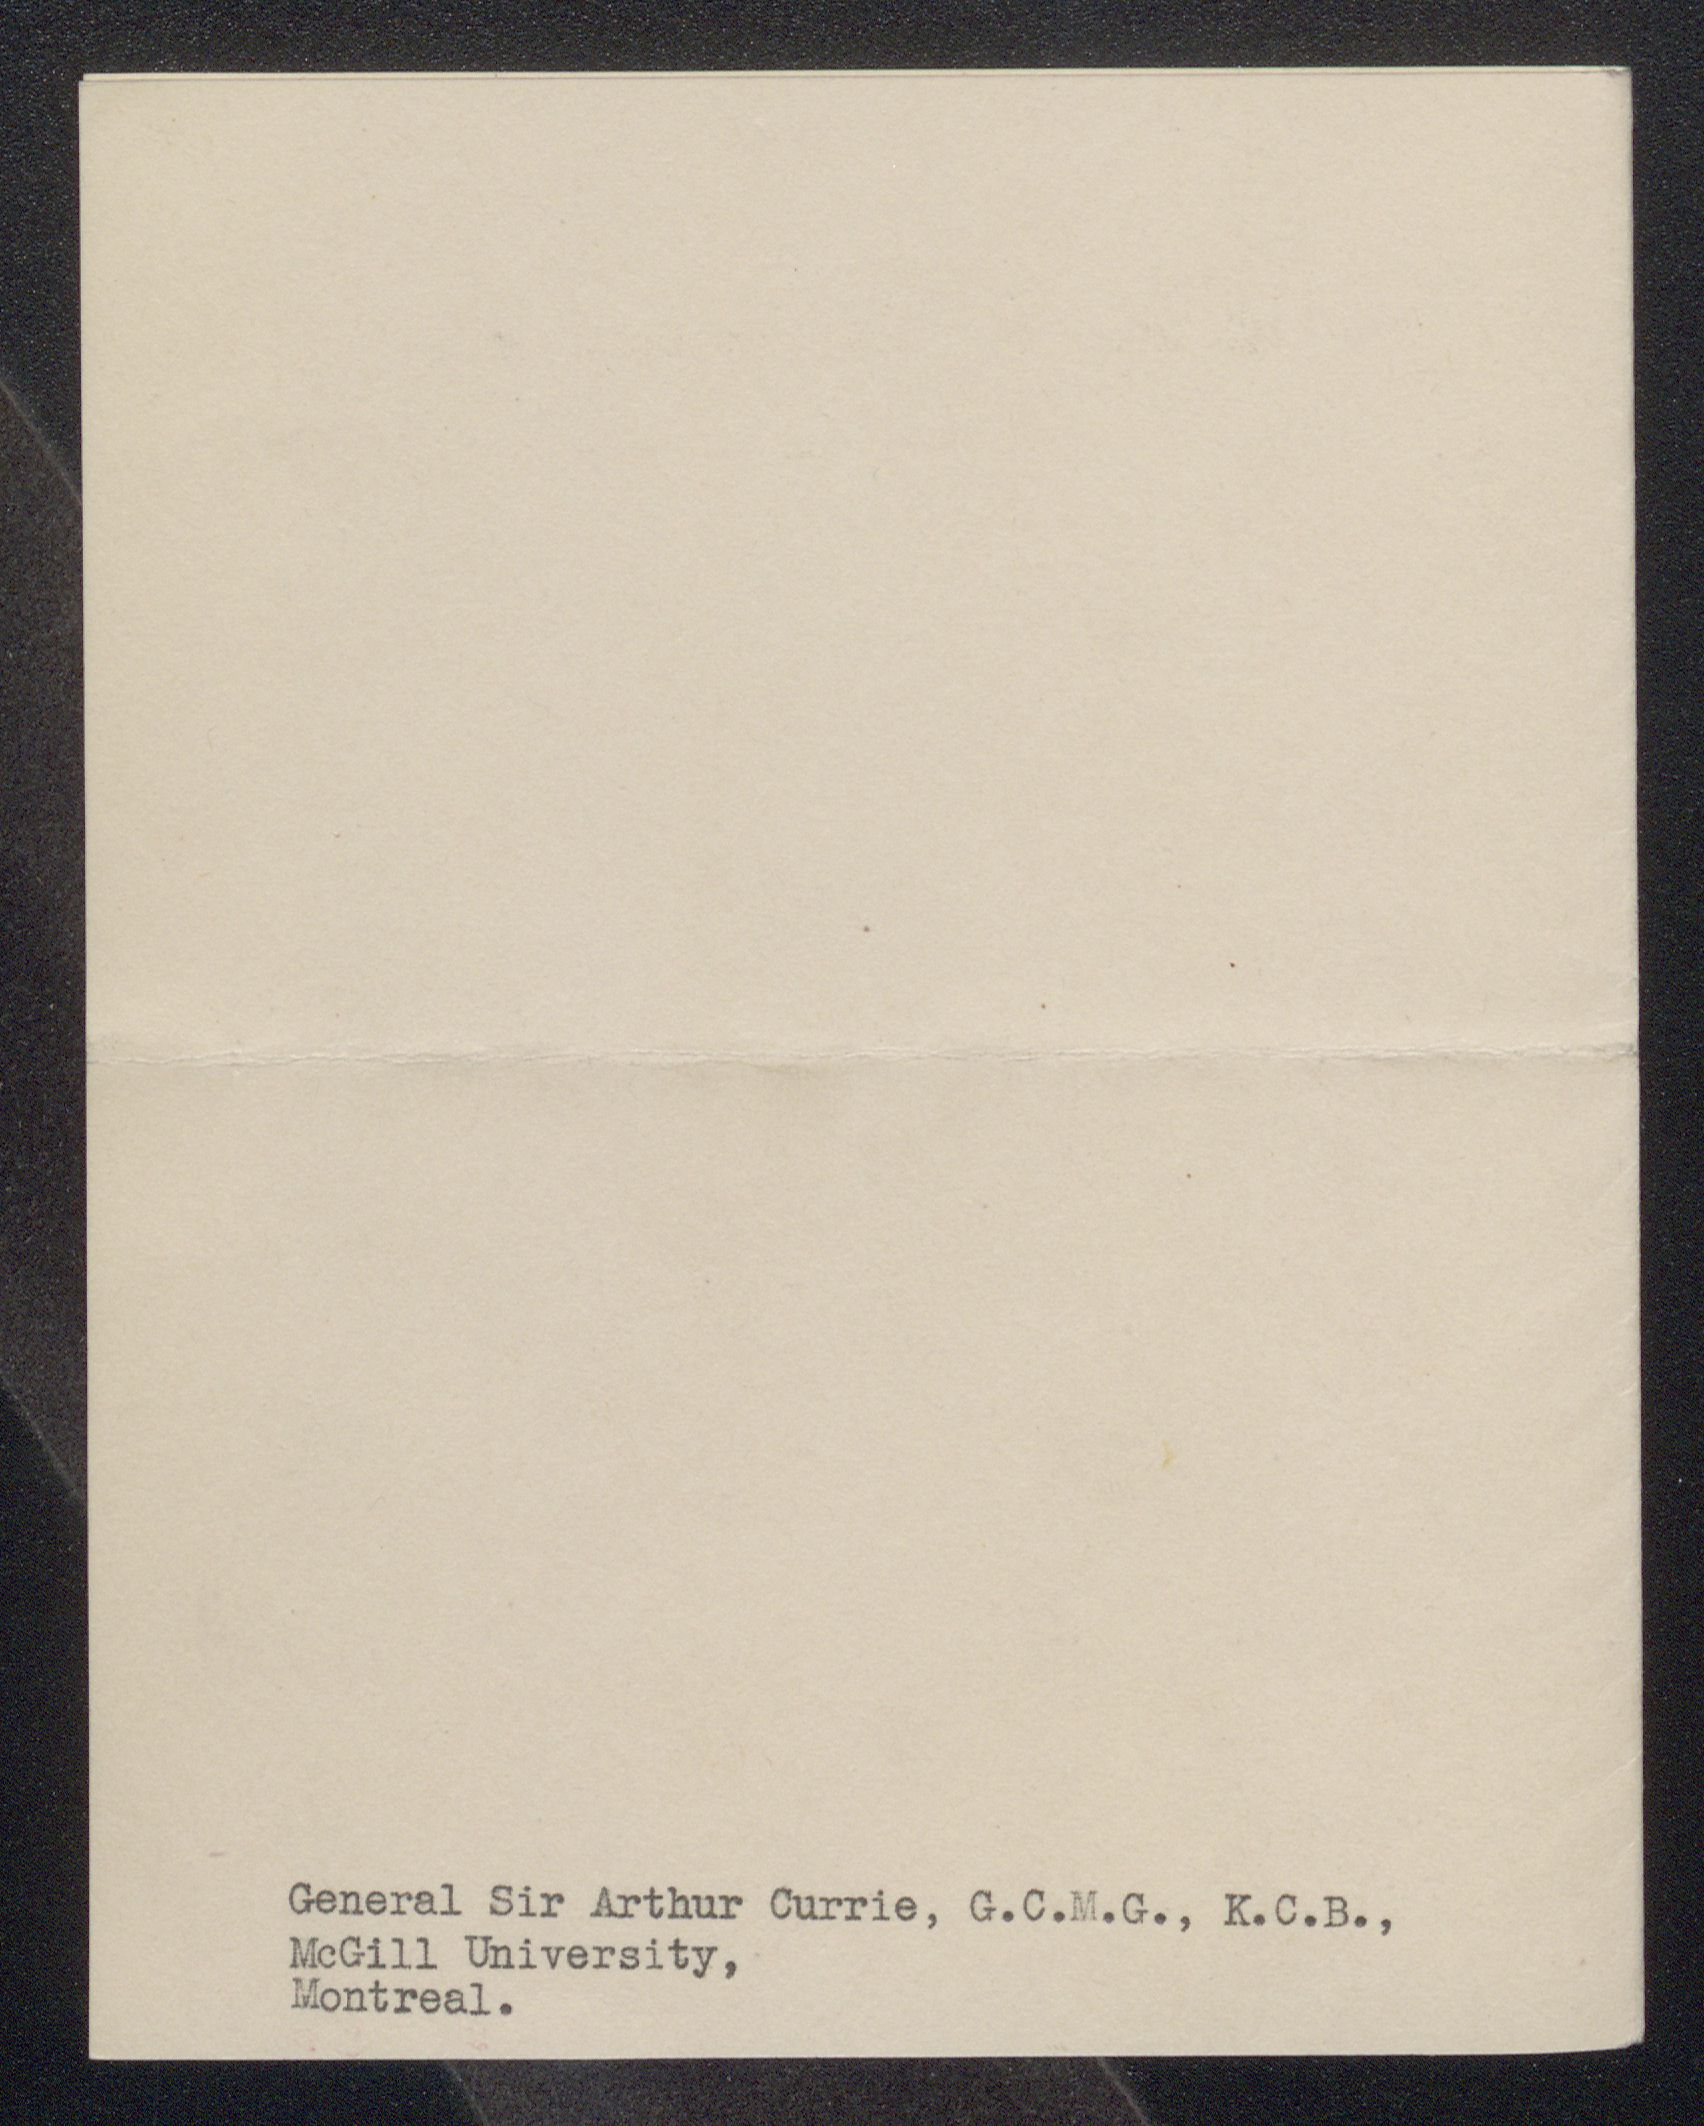 General Sir Arthur Currie, G.C.M.G., K.C.B.,
McGill University,
Montreal.